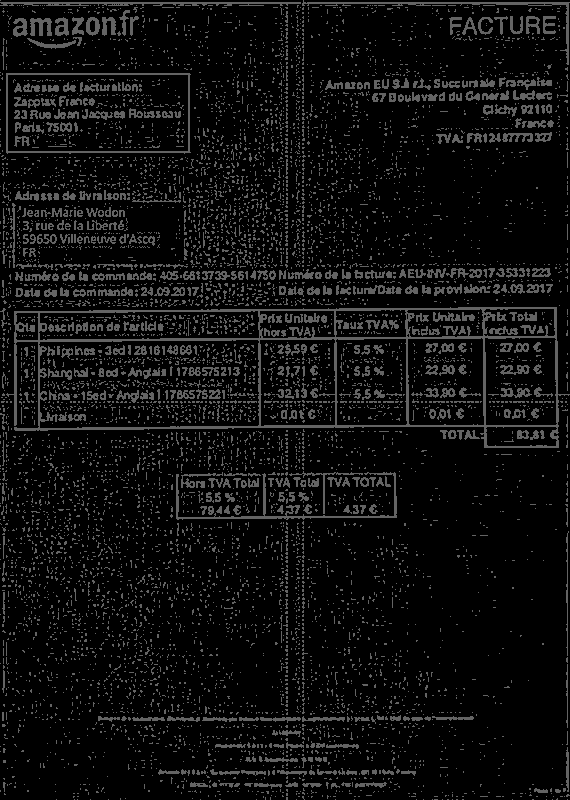 amazon.fr
FACTURE
Adresse de facturation:
Zapptax France
23 Rue Jean Jacques Rousseau
Paris, 75001
FR
Amazon EU S.à r.l., Succursale Française
67 Boulevard du General Leclerc
Clichy 92110
France
TVA: FR12487773327
Adresse de livraison:
Jean-Marie Wodon
3, rue de la Liberté,
59650 Villeneuve d'Ascq
FR
Numéro de la commande: 405-6613739-5614750 Numéro de la facture: AEU-INV-FR-2017-35331223
Date de la commande: 24.09.2017 Date de la facture/Date de la provision: 24.09.2017
Qté Description de l'article Prix Unitaire (hors TVA) Taux TVA% Prix Unitaire (inclus TVA) Prix Total (inclus TVA)
1 Philippines - 3ed | 2816148661 25,59 € 5,5 % 27,00 € 27,00 €
1 Shanghai - 8ed - Anglais | 1786575213 21,71 € 5,5 % 22,90 € 22,90 €
1 China - 15ed - Anglais | 1786575221 32,13 € 5,5 % 33,90 € 33,90 €
Livraison 0,01 € - 0,01 € 0,01 €
TOTAL: 83,81 €
Hors TVA Total TVA Total TVA TOTAL
5,5 % 5,5 %
79,44 € 4,37 € 4,37 €